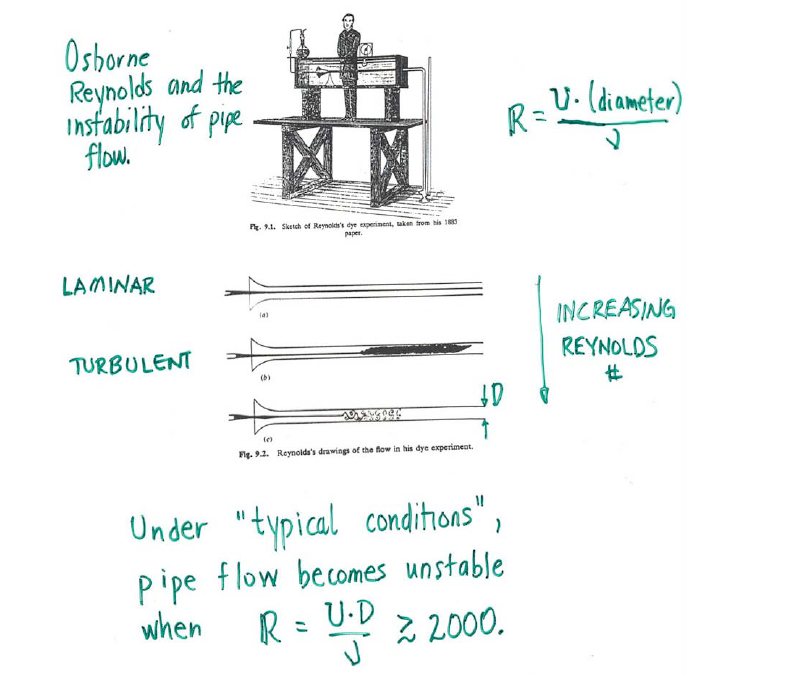 Osborne
Reynolds and the
instability of pipe
flow.
R = U · (diameter)
ν
Fig. 9.1. Sketch of Reynolds's dye experiment, taken from his 1883
paper.
LAMINAR
(a)
TURBULENT
(b)
(c)
D
INCREASING
REYNOLDS
#
Fig. 9.2. Reynolds's drawings of the flow in his dye experiment.
Under "typical conditions",
pipe flow becomes unstable
when R = U·D ≳ 2000.
ν